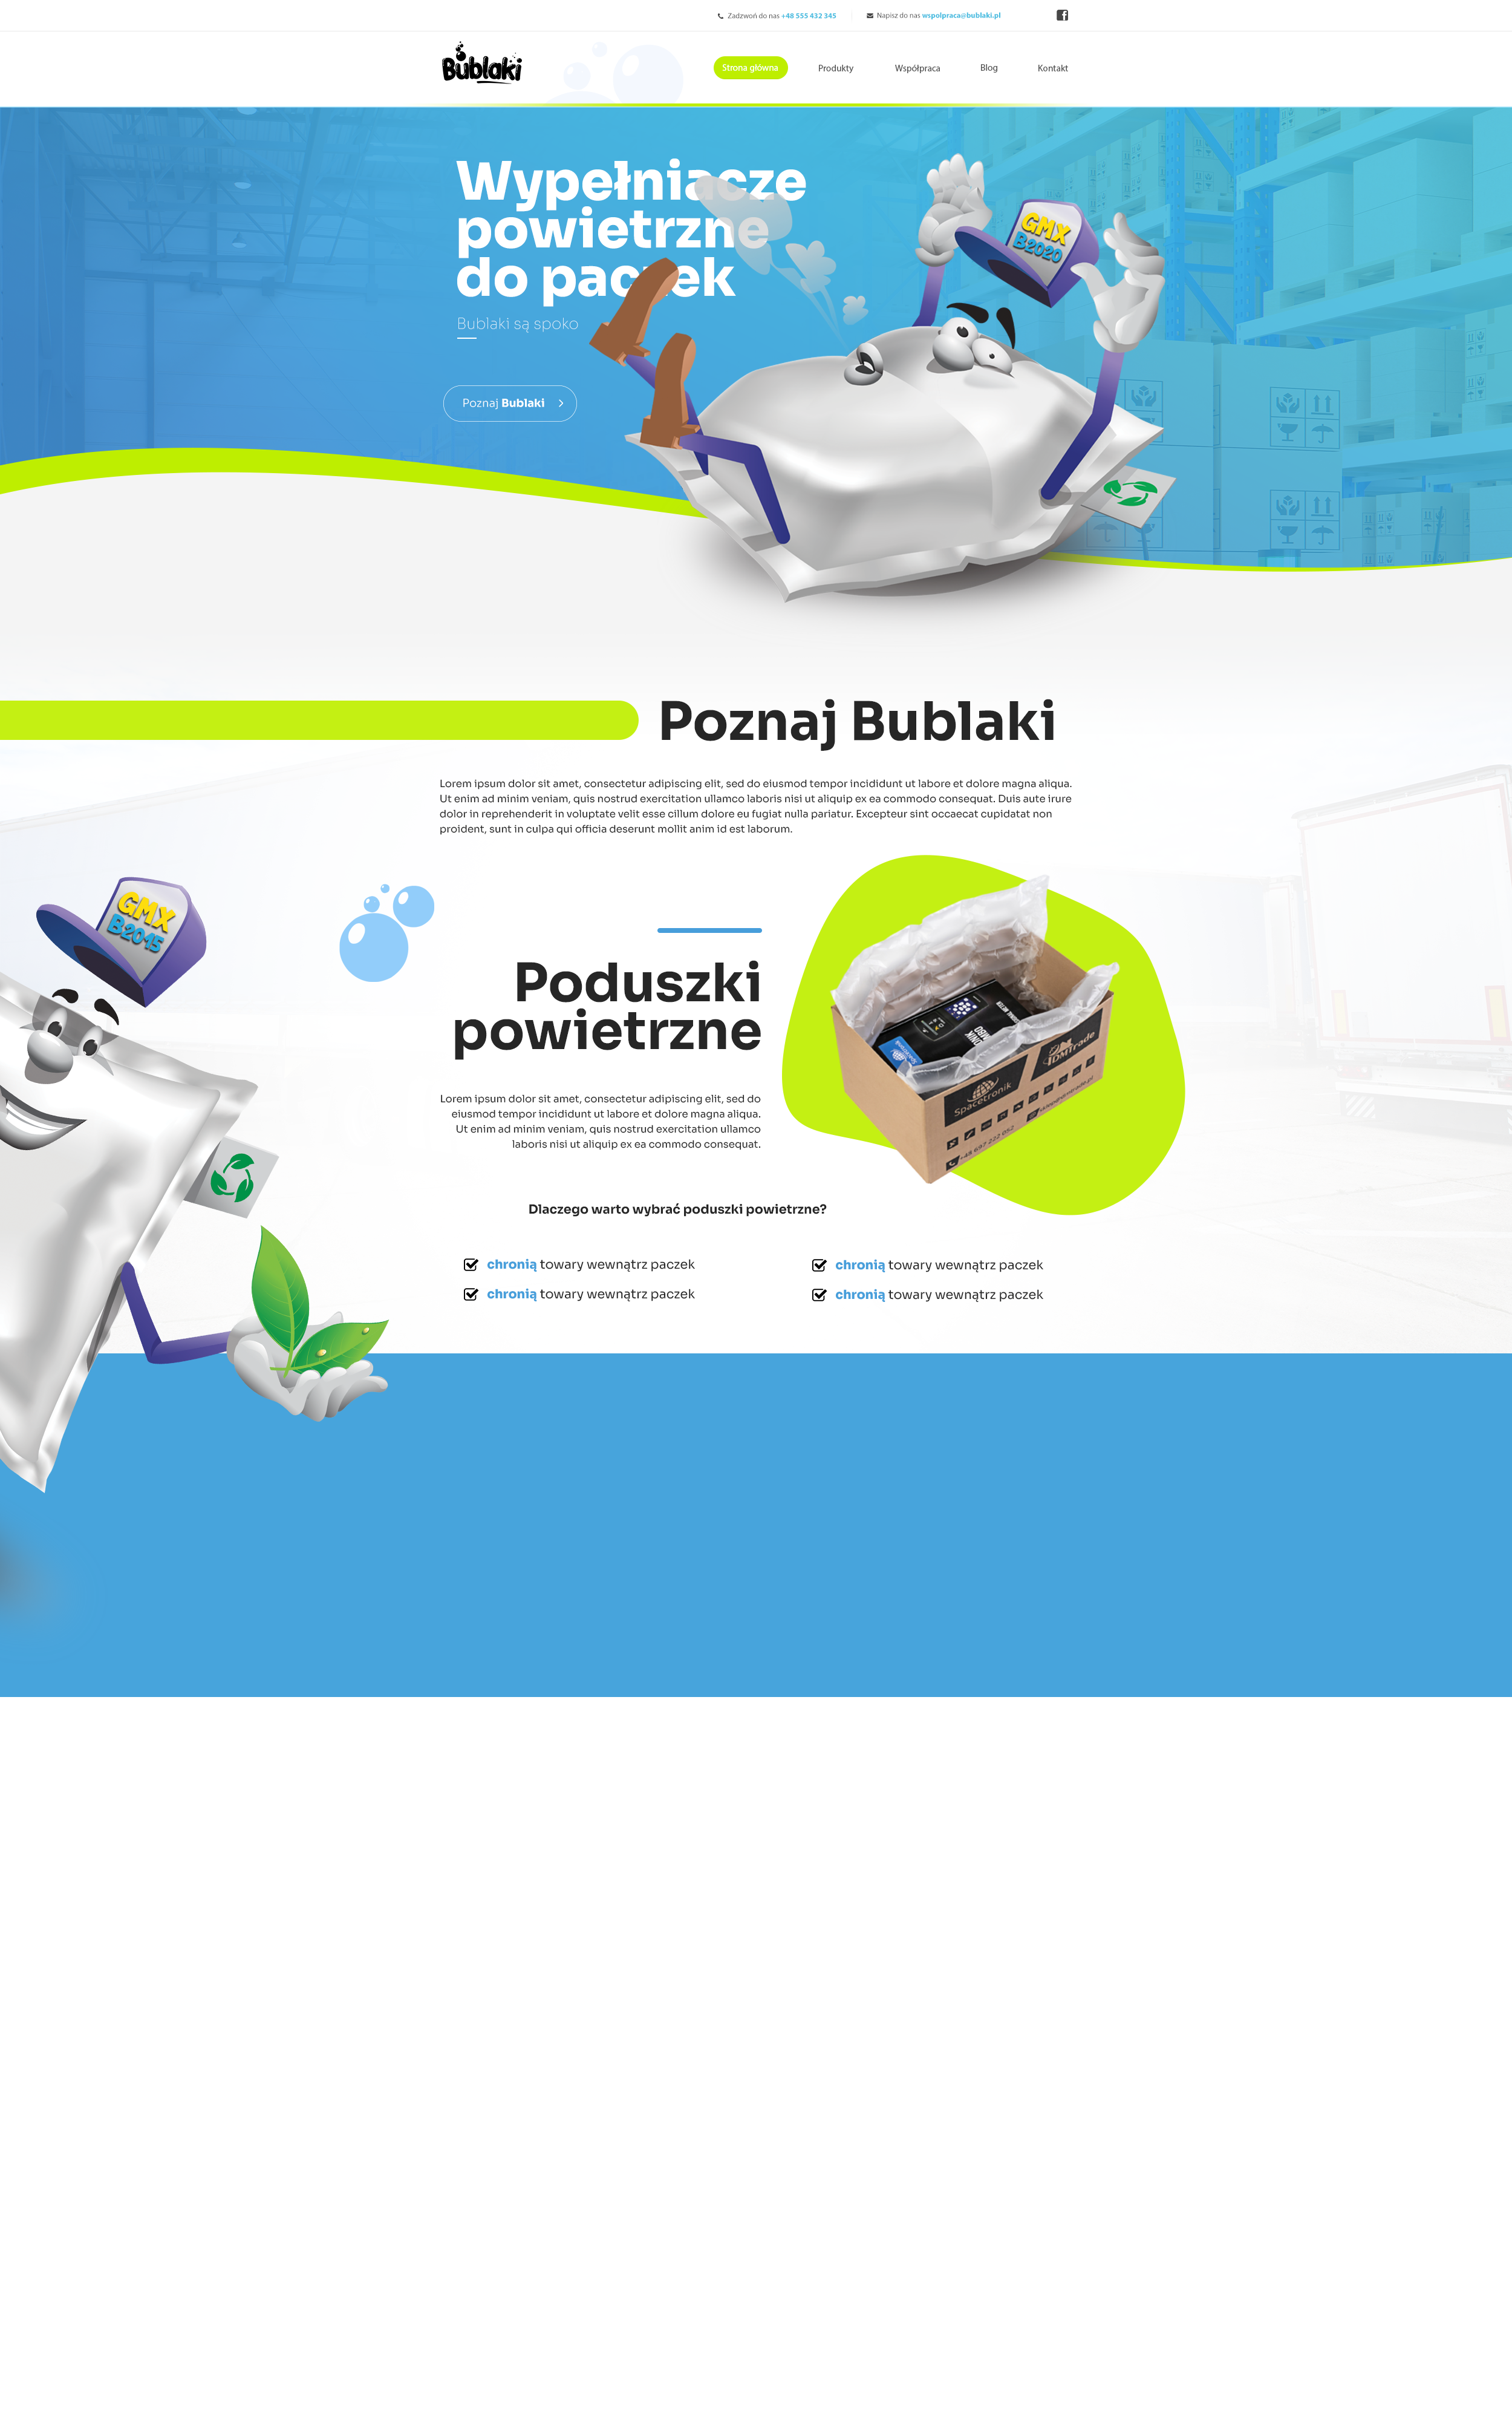 Zadzwoń do nas +48 555 432 345
Napisz do nas wspolpraca@bublaki.pl
Bublaki
Strona główna
Produkty
Współpraca
Blog
Kontakt
Wypełniacze
powietrzne
do paczek
Bublaki są spoko
Poznaj Bublaki
GMX
B2020
Poznaj Bublaki
Lorem ipsum dolor sit amet, consectetur adipiscing elit, sed do eiusmod tempor incididunt ut labore et dolore magna aliqua.
Ut enim ad minim veniam, quis nostrud exercitation ullamco laboris nisi ut aliquip ex ea commodo consequat. Duis aute irure
dolor in reprehenderit in voluptate velit esse cillum dolore eu fugiat nulla pariatur. Excepteur sint occaecat cupidatat non
proident, sunt in culpa qui officia deserunt mollit anim id est laborum.
GMX
B2015
Poduszki
powietrzne
Lorem ipsum dolor sit amet, consectetur adipiscing elit, sed do
eiusmod tempor incididunt ut labore et dolore magna aliqua.
Ut enim ad minim veniam, quis nostrud exercitation ullamco
laboris nisi ut aliquip ex ea commodo consequat.
Spacetronik
DMTrade
+48 697 222 052
Dlaczego warto wybrać poduszki powietrzne?
chronią towary wewnątrz paczek
chronią towary wewnątrz paczek
chronią towary wewnątrz paczek
chronią towary wewnątrz paczek